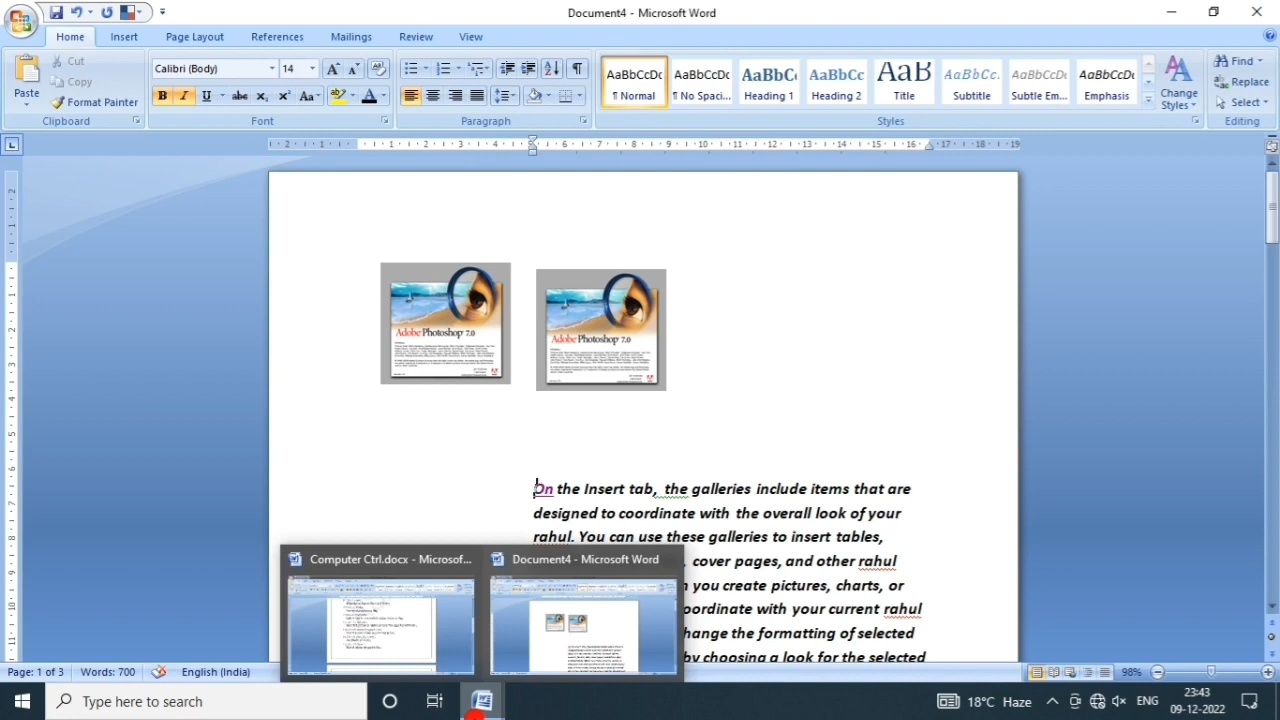 Document4 - Microsoft Word
Home Insert Page Layout References Mailings Review View
Paste
Cut
Copy
Format Painter
Clipboard
Calibri (Body) 14
Font
Paragraph
AaBbCcDc AaBbCcDc AaBbC AaBbCc AaB AaBbCc. AaBbCcDc AaBbCcDc
¶ Normal ¶ No Spaci... Heading 1 Heading 2 Title Subtitle Subtle Em... Emphasis
Styles
Change
Styles
Find
Replace
Select
Editing
Adobe Photoshop 7.0
Adobe Photoshop 7.0
On the Insert tab, the galleries include items that are
designed to coordinate with the overall look of your
rahul. You can use these galleries to insert tables,
, cover pages, and other rahul
you create pictures, charts, or
oordinate with your current rahul
hange the formatting of selected
by choosing a look for the selected
Computer Ctrl.docx - Microsof... Document4 - Microsoft Word
Page: 1 of 3 Words: 700 English (India) 98%
Type here to search
18°C Haze ENG 23:43
09-12-2022